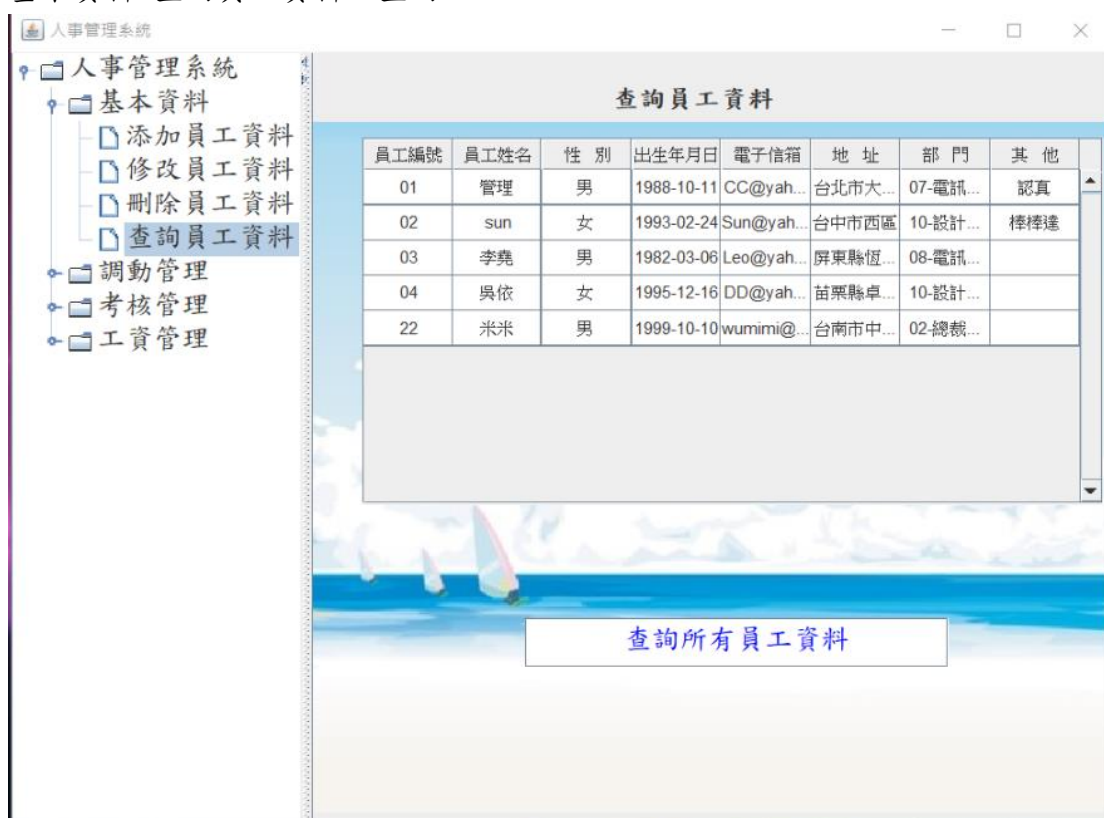 人事管理系統
人事管理系統
基本資料
添加員工資料
修改員工資料
刪除員工資料
查詢員工資料
調動管理
考核管理
工資管理
查詢員工資料
員工編號 員工姓名 性 別 出生年月日 電子信箱 地 址 部 門 其 他
01 管理 男 1988-10-11 CC@yah... 台北市大... 07-電訊... 認真
02 sun 女 1993-02-24 Sun@yah... 台中市西區 10-設計... 棒棒達
03 李堯 男 1982-03-06 Leo@yah... 屏東縣恆... 08-電訊...
04 吳依 女 1995-12-16 DD@yah... 苗栗縣卓... 10-設計...
22 米米 男 1999-10-10 wumimi@... 台南市中... 02-總裁...
查詢所有員工資料